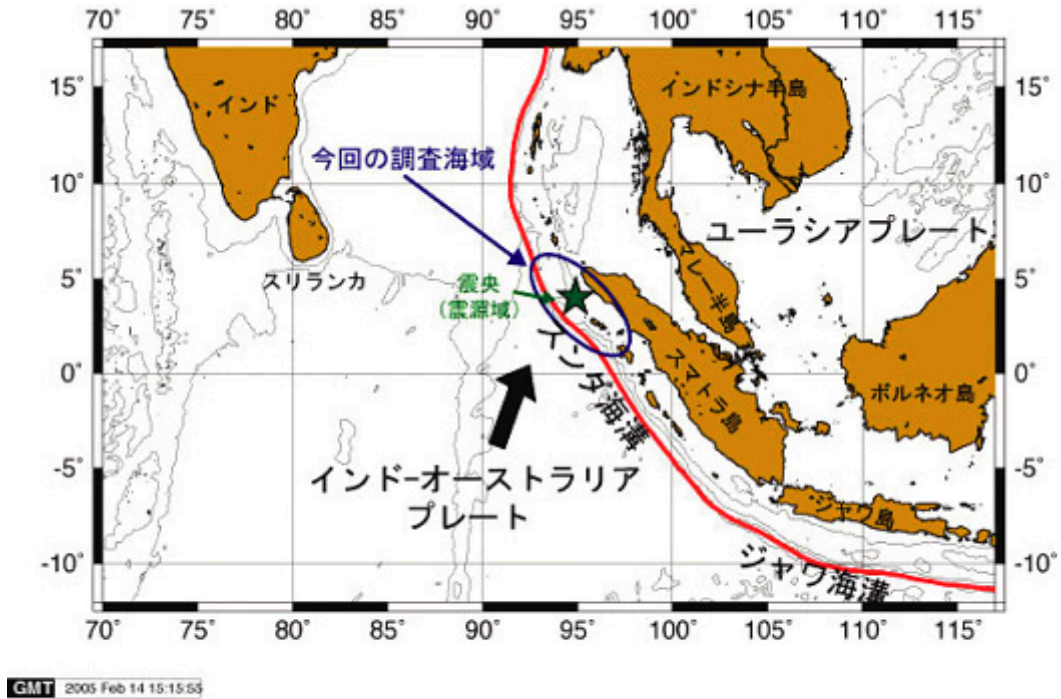 70° 75° 80° 85° 90° 95° 100° 105° 110° 115°
15° 15°
インド
インドシナ半島
今回の調査海域
10° 10°
ユーラシアプレート
マレー半島
スリランカ
5° 5°
震央
(震源域)
スンダ海溝
スマトラ島
ボルネオ島
0° 0°
インド-オーストラリア
プレート
-5° -5°
ジャワ島
ジャワ海溝
-10° -10°
70° 75° 80° 85° 90° 95° 100° 105° 110° 115°
GMT 2005 Feb 14 15:15:55